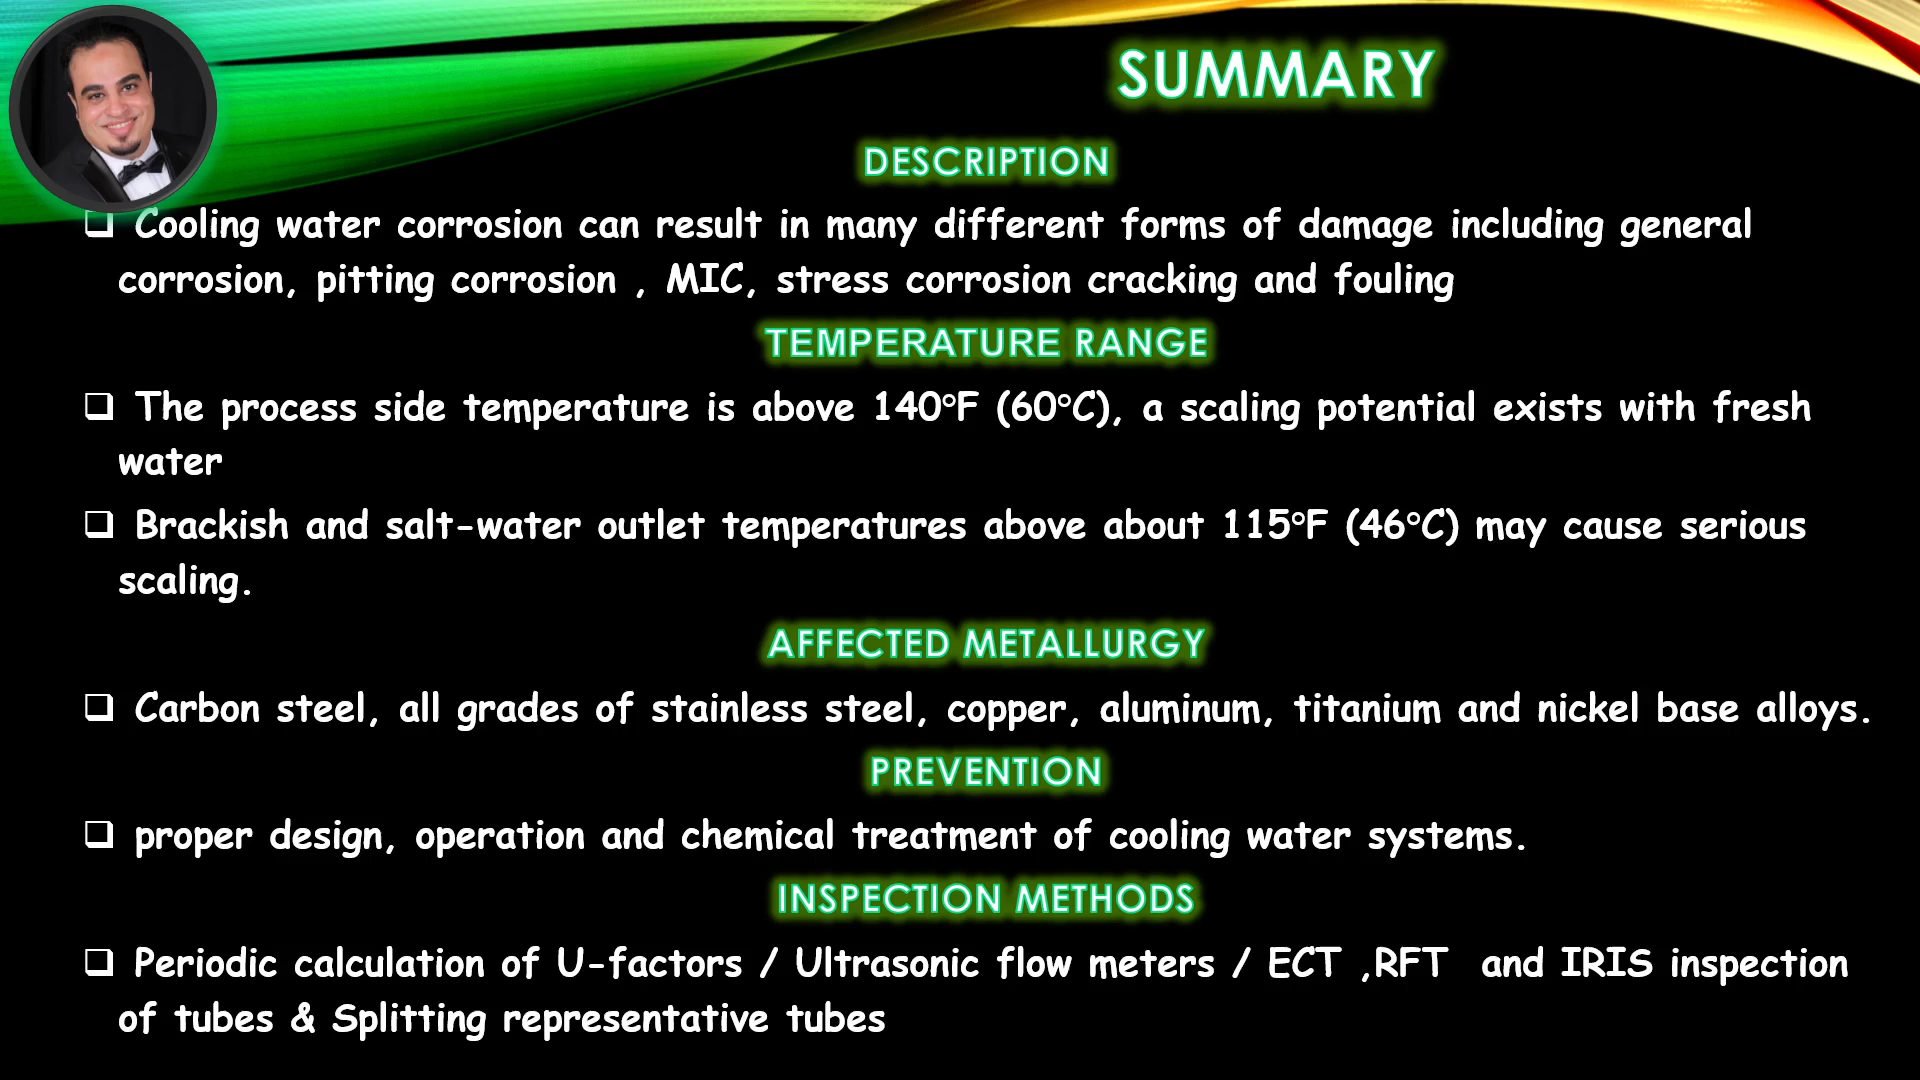 SUMMARY
DESCRIPTION
❑ Cooling water corrosion can result in many different forms of damage including general
corrosion, pitting corrosion , MIC, stress corrosion cracking and fouling
TEMPERATURE RANGE
❑ The process side temperature is above 140°F (60°C), a scaling potential exists with fresh
water
❑ Brackish and salt-water outlet temperatures above about 115°F (46°C) may cause serious
scaling.
AFFECTED METALLURGY
❑ Carbon steel, all grades of stainless steel, copper, aluminum, titanium and nickel base alloys.
PREVENTION
❑ proper design, operation and chemical treatment of cooling water systems.
INSPECTION METHODS
❑ Periodic calculation of U-factors / Ultrasonic flow meters / ECT ,RFT  and IRIS inspection
of tubes & Splitting representative tubes